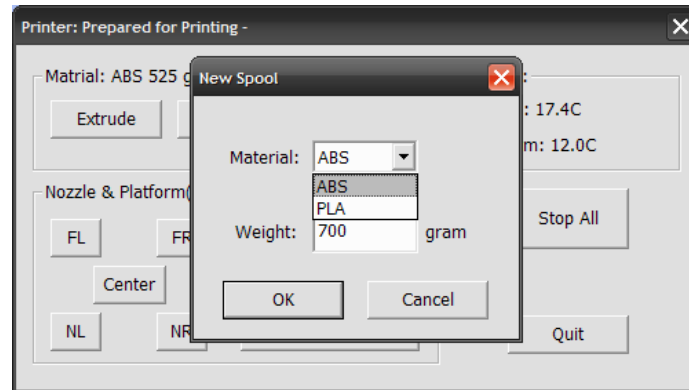 Printer: Prepared for Printing -
Matrial: ABS 525 g
Extrude
: 17.4C
m: 12.0C
Nozzle & Platform(
FL
FR
Center
NL
NR
Stop All
Quit
New Spool
Material: ABS
ABS
PLA
Weight: 700 gram
OK Cancel